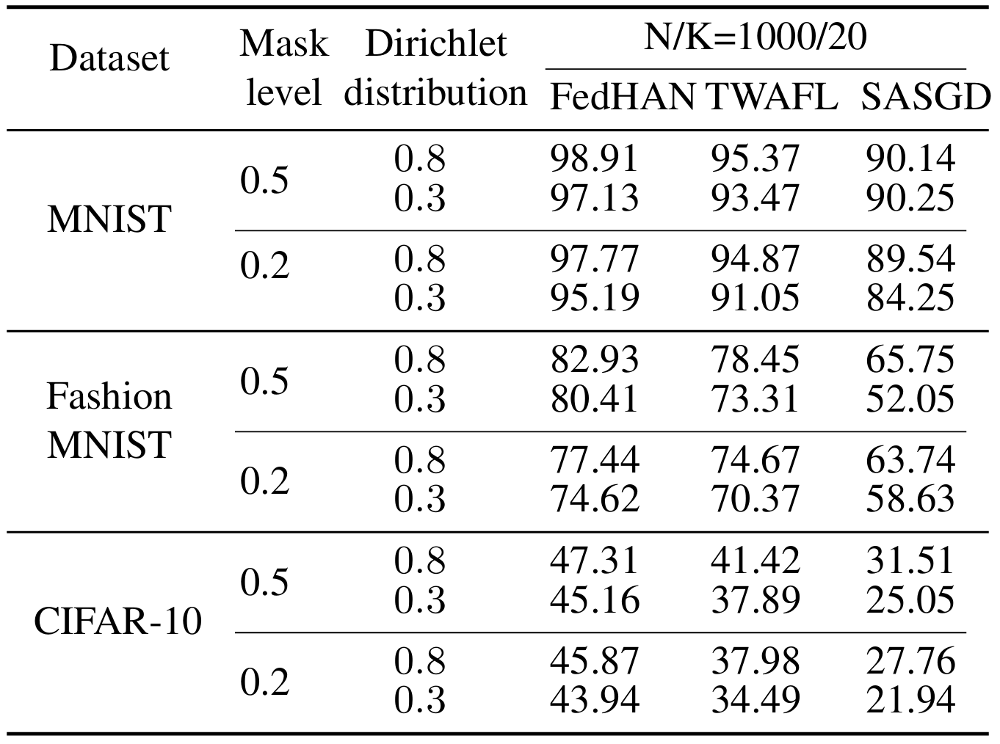 Dataset Mask level Dirichlet distribution N/K=1000/20
FedHAN TWAFL SASGD
MNIST 0.5 0.8 98.91 95.37 90.14
0.3 97.13 93.47 90.25
0.2 0.8 97.77 94.87 89.54
0.3 95.19 91.05 84.25
Fashion MNIST 0.5 0.8 82.93 78.45 65.75
0.3 80.41 73.31 52.05
0.2 0.8 77.44 74.67 63.74
0.3 74.62 70.37 58.63
CIFAR-10 0.5 0.8 47.31 41.42 31.51
0.3 45.16 37.89 25.05
0.2 0.8 45.87 37.98 27.76
0.3 43.94 34.49 21.94